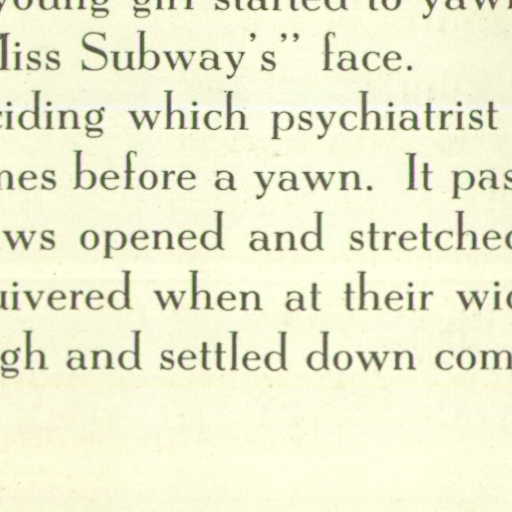 young girl started to yawn
Miss Subway's” face.
ciding which psychiatrist
nes before a yawn. It pas
ws opened and stretched
uivered when at their wid
gh and settled down com